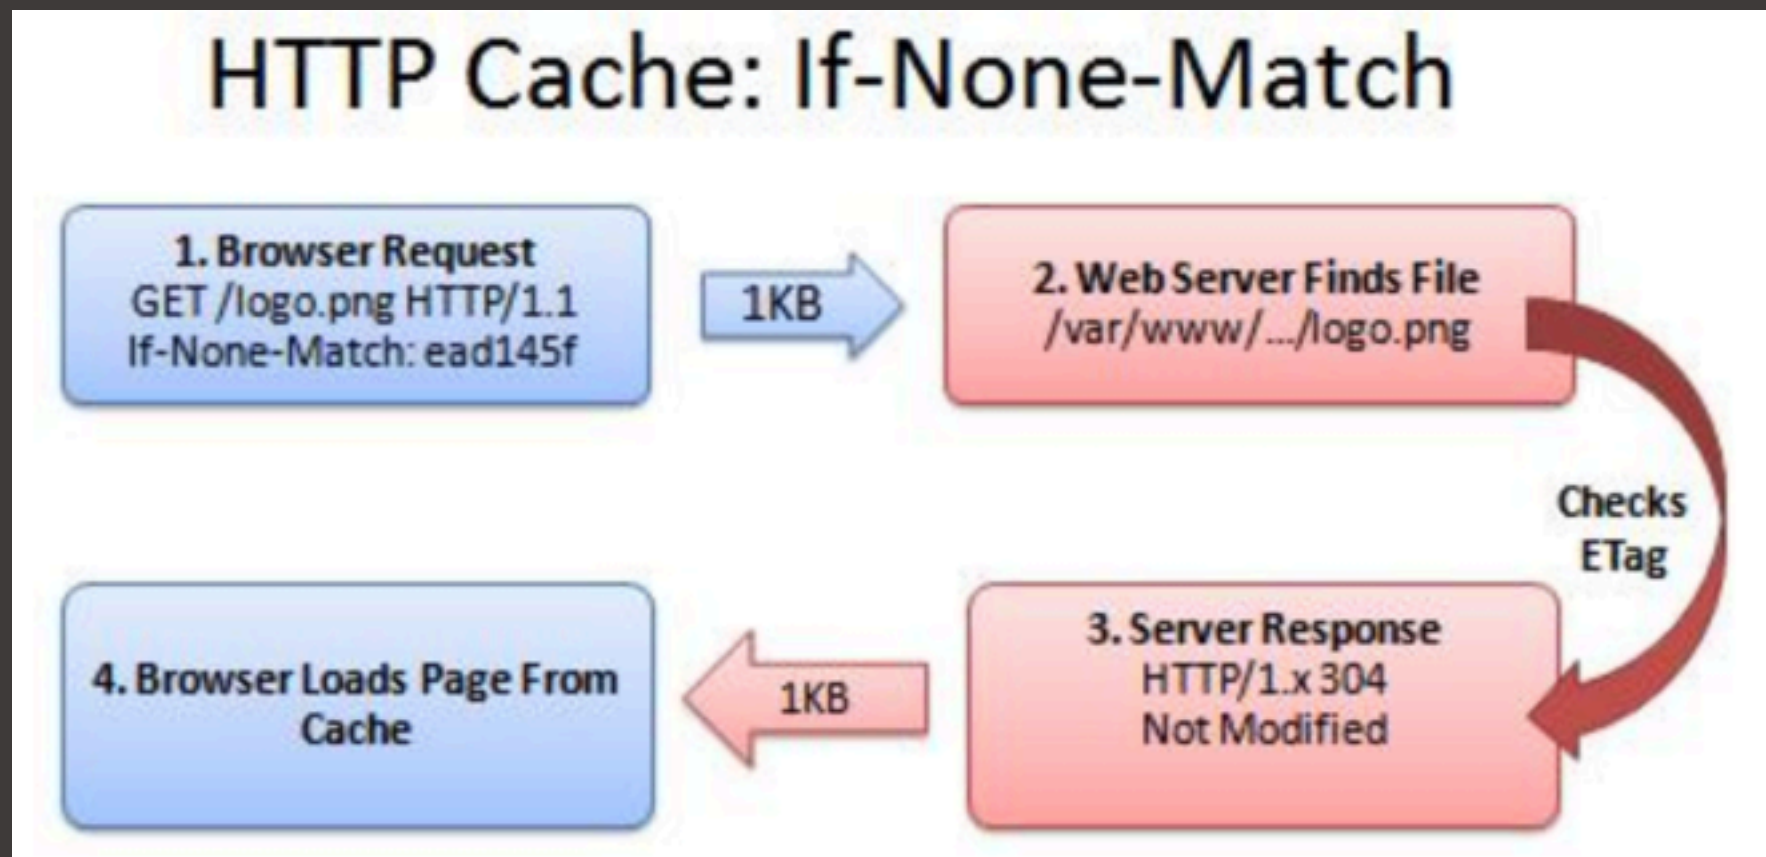 HTTP Cache: If-None-Match
1. Browser Request
GET /logo.png HTTP/1.1
If-None-Match: ead145f
1KB
2. Web Server Finds File
/var/www/.../logo.png
Checks
ETag
3. Server Response
HTTP/1.x 304
Not Modified
1KB
4. Browser Loads Page From
Cache